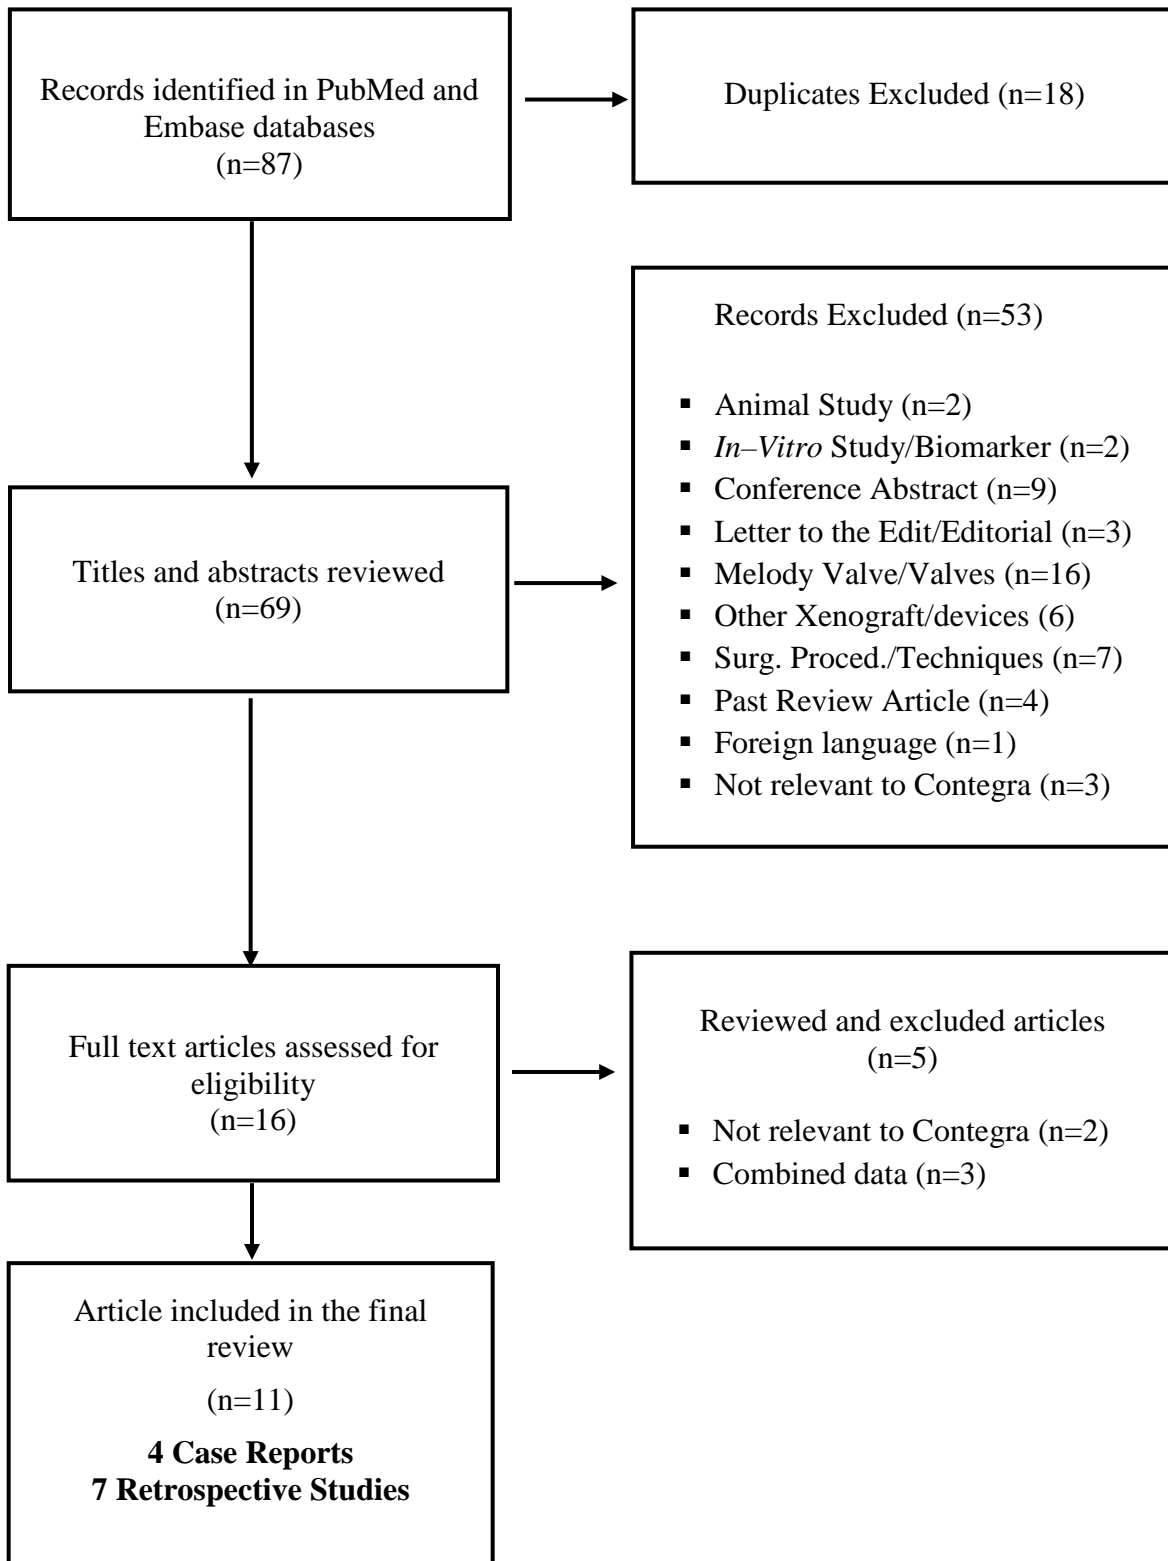 Records identified in PubMed and
Embase databases
(n=87)
Duplicates Excluded (n=18)
Records Excluded (n=53)
▪ Animal Study (n=2)
▪ In–Vitro Study/Biomarker (n=2)
▪ Conference Abstract (n=9)
▪ Letter to the Edit/Editorial (n=3)
▪ Melody Valve/Valves (n=16)
▪ Other Xenograft/devices (6)
▪ Surg. Proced./Techniques (n=7)
▪ Past Review Article (n=4)
▪ Foreign language (n=1)
▪ Not relevant to Contegra (n=3)
Titles and abstracts reviewed
(n=69)
Full text articles assessed for
eligibility
(n=16)
Reviewed and excluded articles
(n=5)
▪ Not relevant to Contegra (n=2)
▪ Combined data (n=3)
Article included in the final
review
(n=11)
4 Case Reports
7 Retrospective Studies